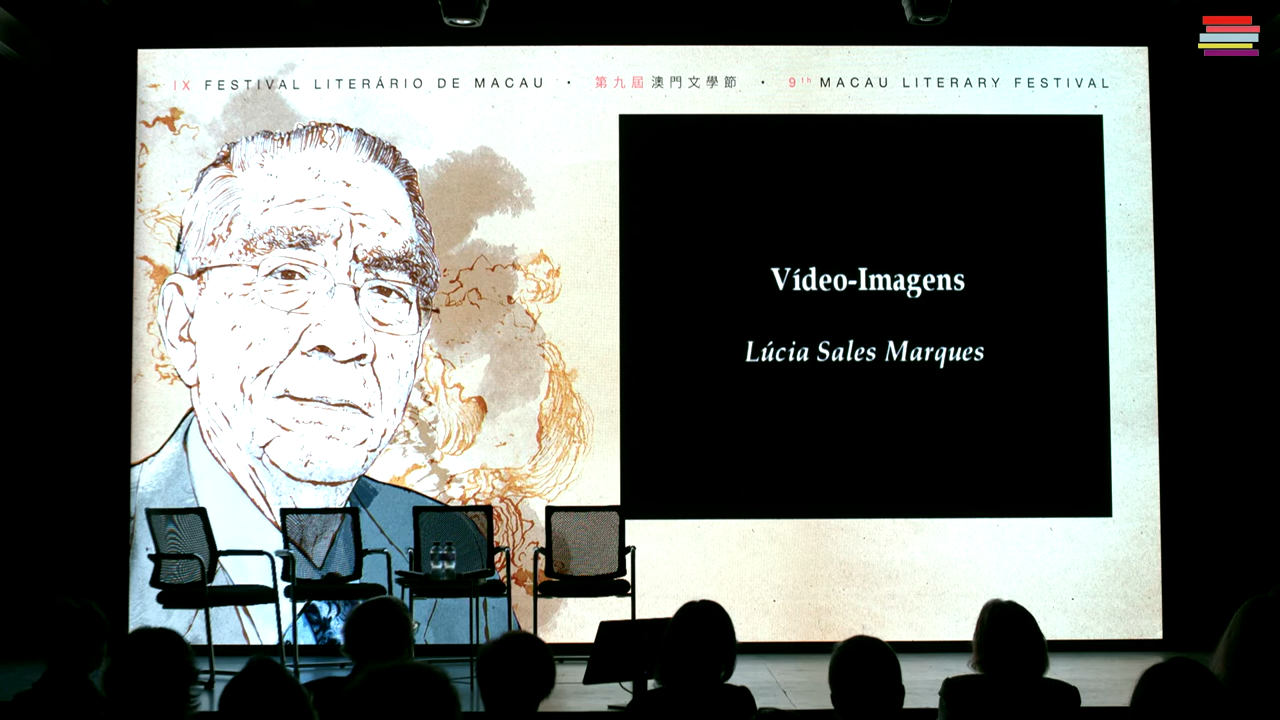 IX FESTIVAL LITERÁRIO DE MACAU • 第九屆澳門文學節 • 9th MACAU LITERARY FESTIVAL
Vídeo-Imagens
Lúcia Sales Marques